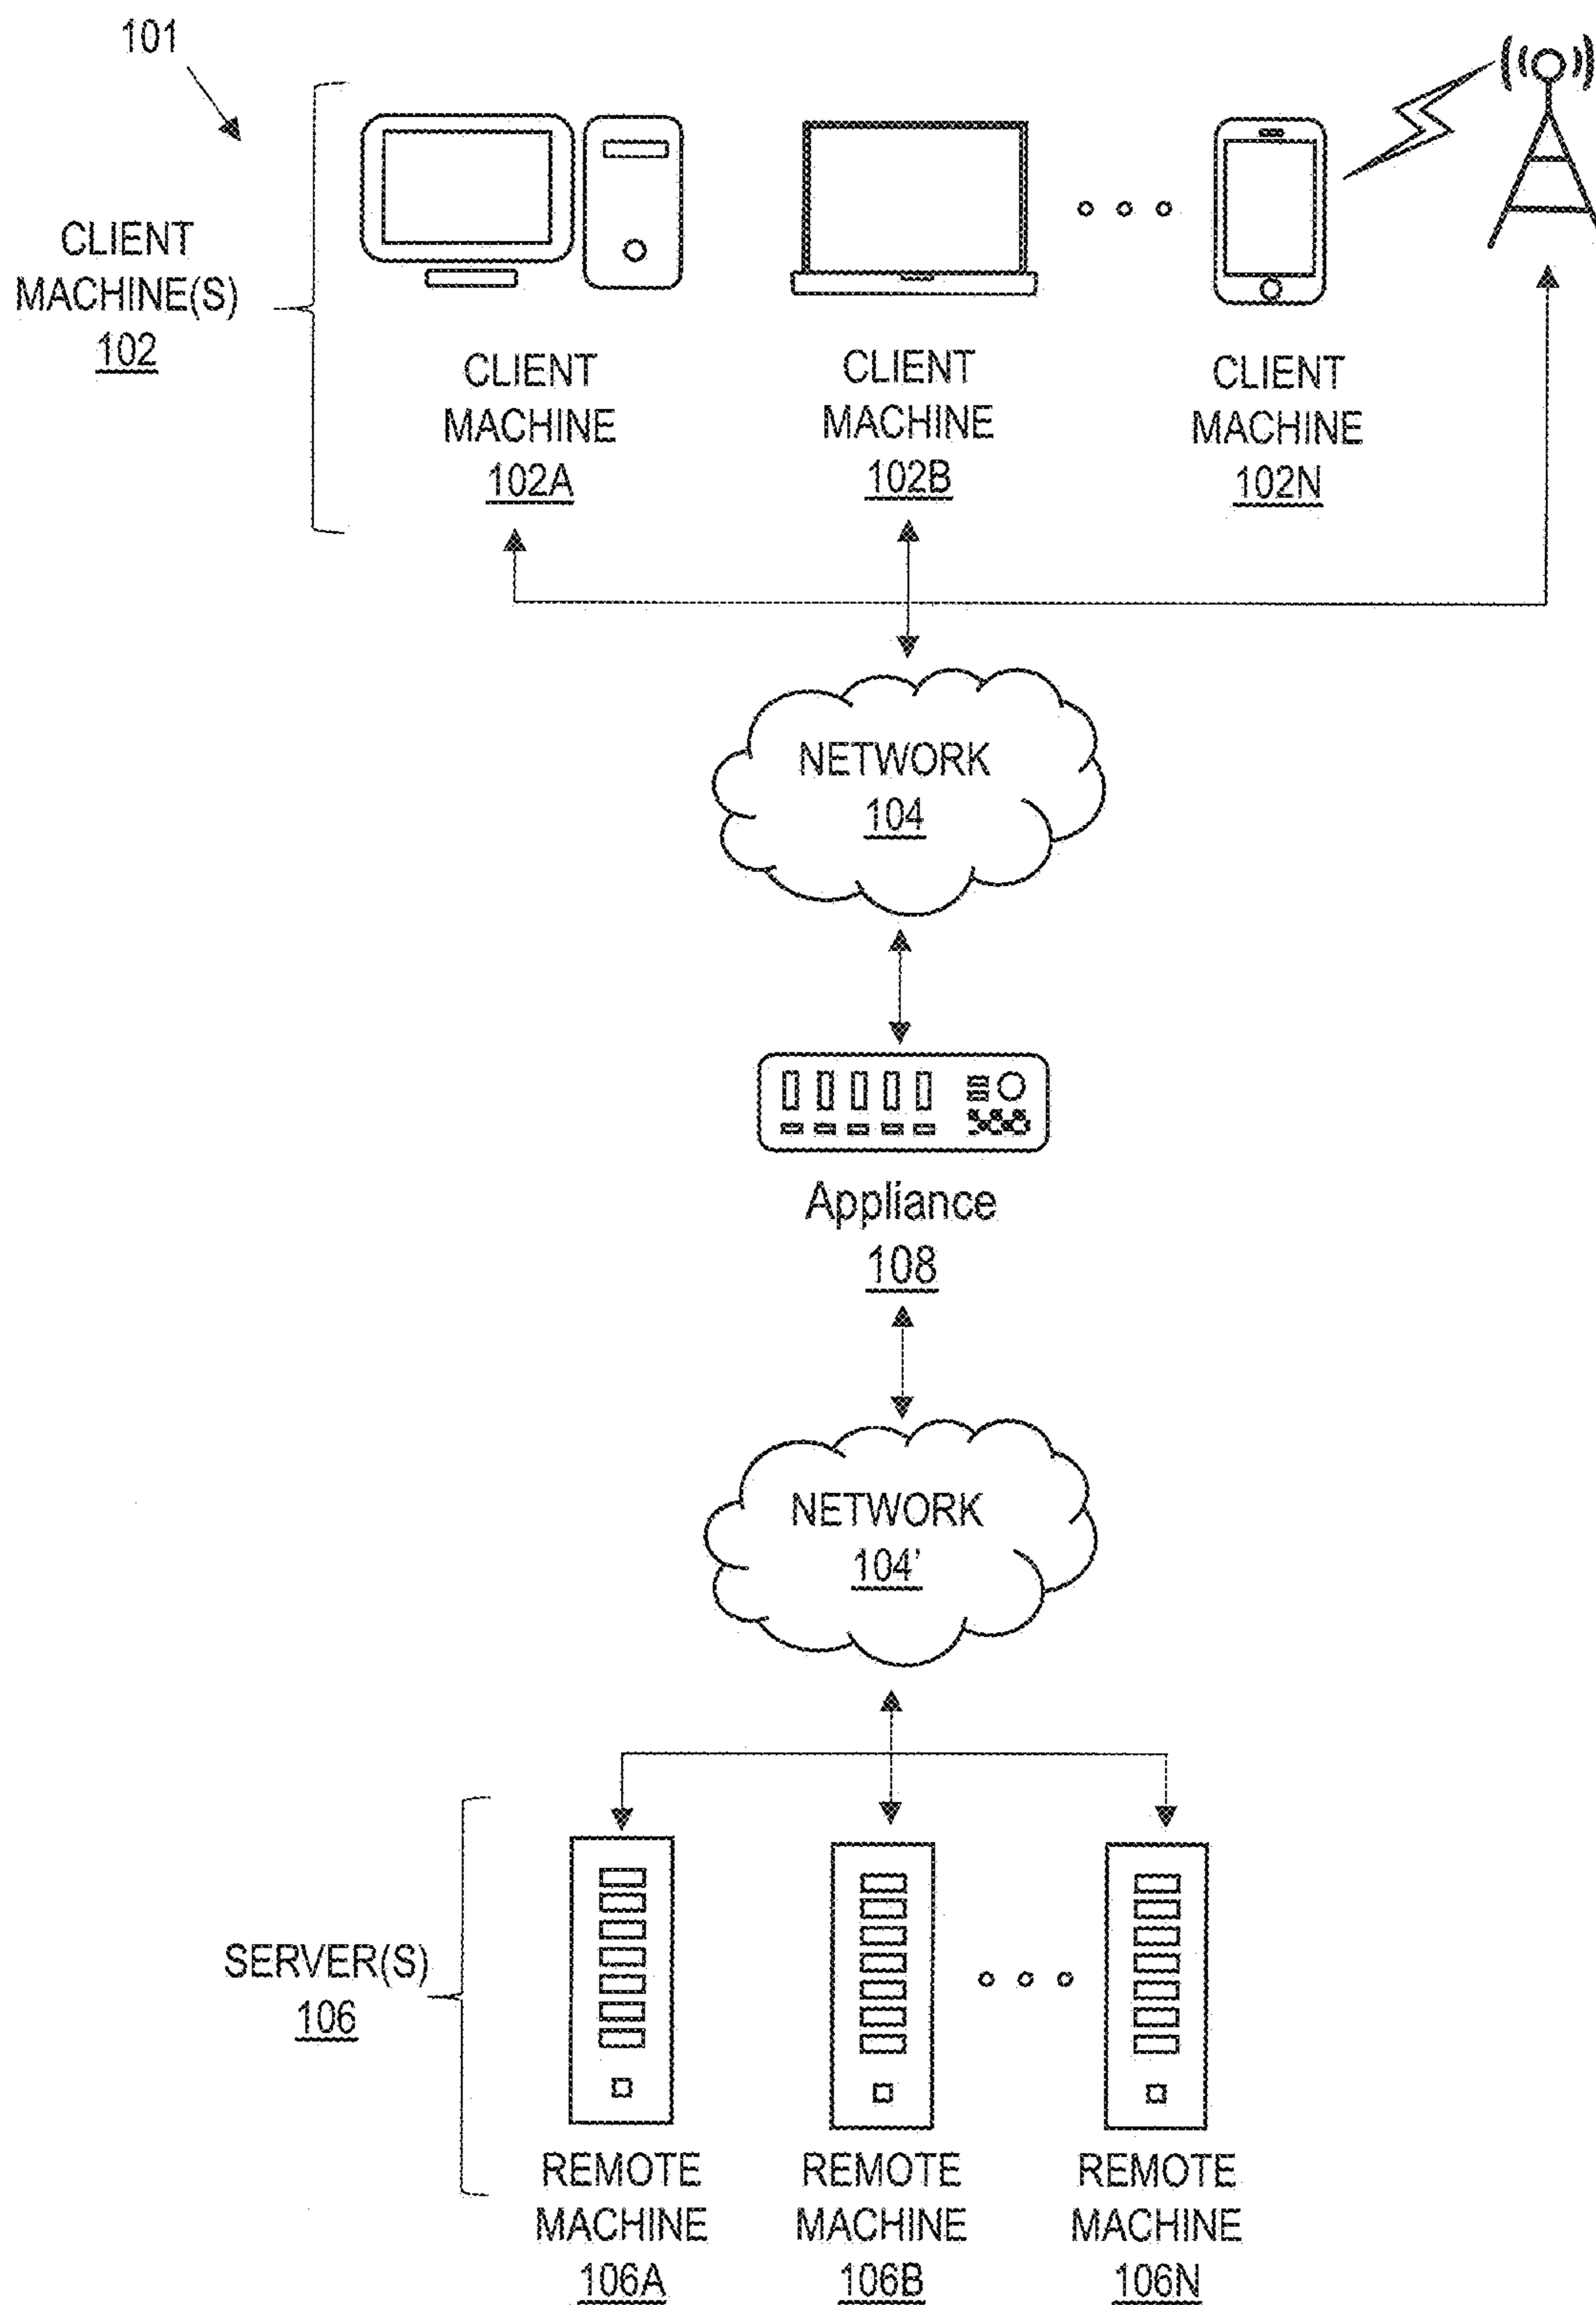 101
CLIENT
MACHINE(S)
102
CLIENT
MACHINE
102A
CLIENT
MACHINE
102B
CLIENT
MACHINE
102N
NETWORK
104
Appliance
108
NETWORK
104'
SERVER(S)
106
REMOTE
MACHINE
106A
REMOTE
MACHINE
106B
REMOTE
MACHINE
106N